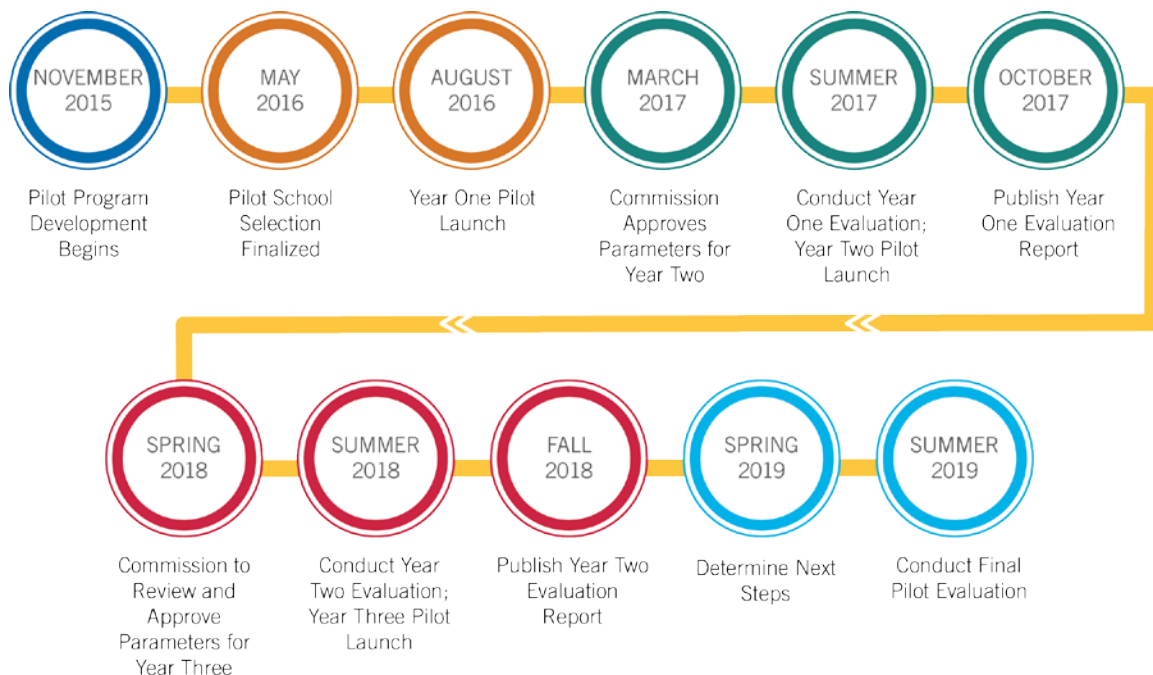 NOVEMBER
2015
Pilot Program
Development
Begins
MAY
2016
Pilot School
Selection
Finalized
AUGUST
2016
Year One Pilot
Launch
MARCH
2017
Commission
Approves
Parameters for
Year Two
SUMMER
2017
Conduct Year
One Evaluation;
Year Two Pilot
Launch
OCTOBER
2017
Publish Year
One Evaluation
Report
SPRING
2018
Commission to
Review and
Approve
Parameters for
Year Three
SUMMER
2018
Conduct Year
Two Evaluation;
Year Three Pilot
Launch
FALL
2018
Publish Year Two
Evaluation
Report
SPRING
2019
Determine Next
Steps
SUMMER
2019
Conduct Final
Pilot Evaluation